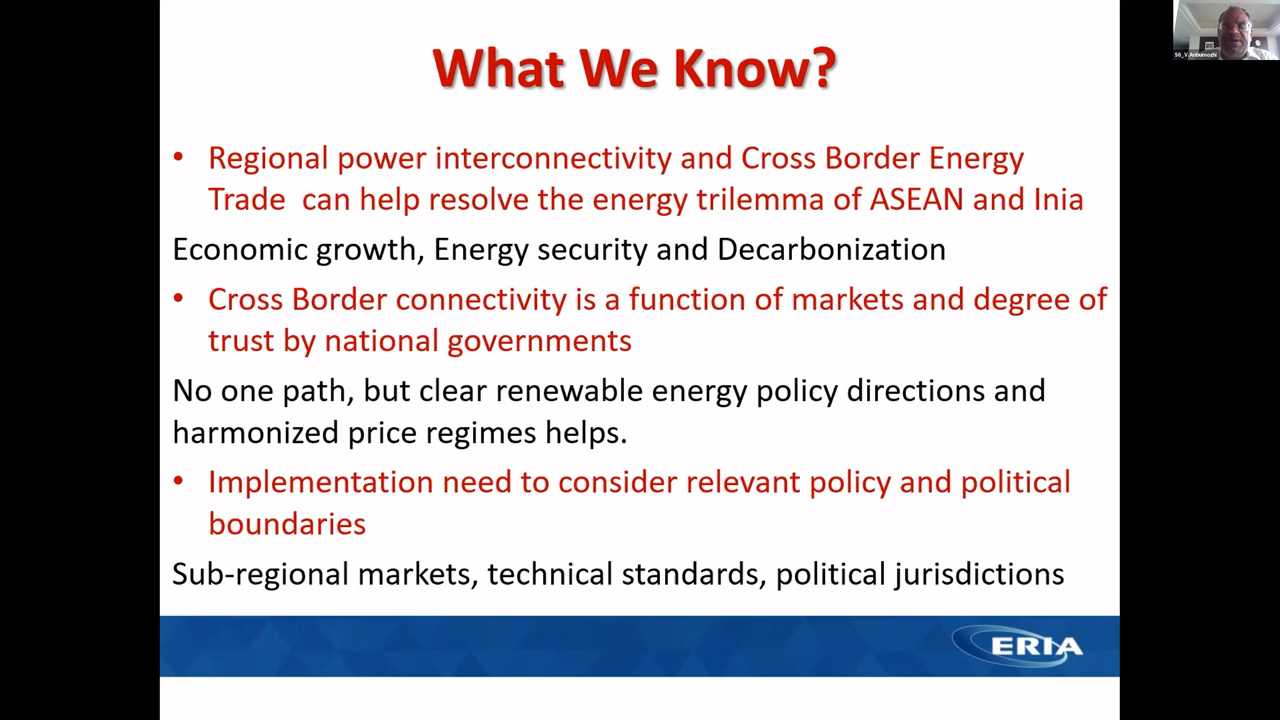 What We Know?
• Regional power interconnectivity and Cross Border Energy
Trade can help resolve the energy trilemma of ASEAN and Inia
Economic growth, Energy security and Decarbonization
• Cross Border connectivity is a function of markets and degree of
trust by national governments
No one path, but clear renewable energy policy directions and
harmonized price regimes helps.
• Implementation need to consider relevant policy and political
boundaries
Sub-regional markets, technical standards, political jurisdictions
ERIA
S6_V.Anbumozhi